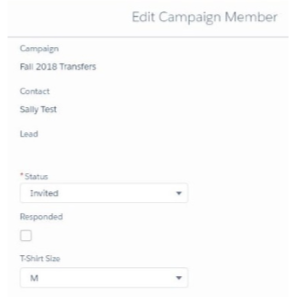 Edit Campaign Member
Campaign
Fall 2018 Transfers
Contact
Sally Test
Lead
*Status
Invited
Responded
T-Shirt Size
M